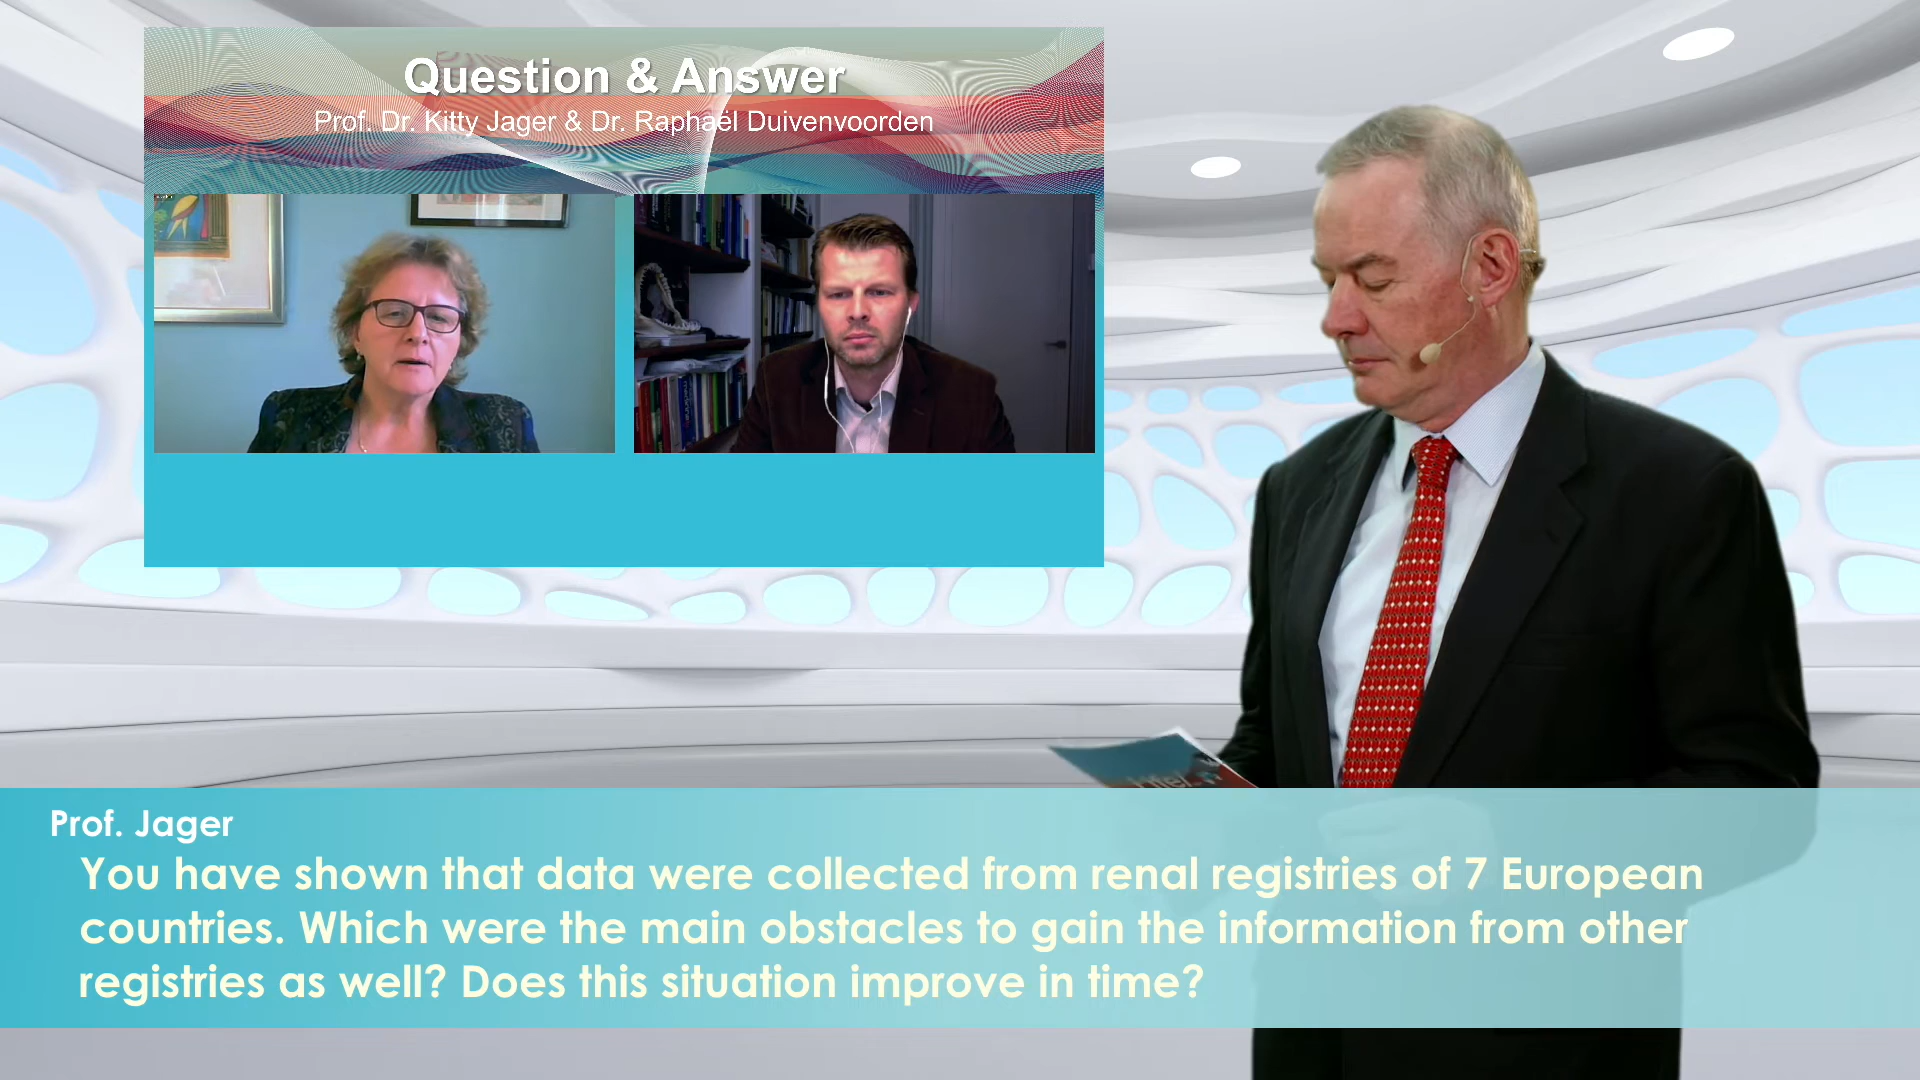 Question & Answer
Prof. Dr. Kitty Jager & Dr. Raphaël Duivenvoorden
Prof. Jager
You have shown that data were collected from renal registries of 7 European
countries. Which were the main obstacles to gain the information from other
registries as well? Does this situation improve in time?